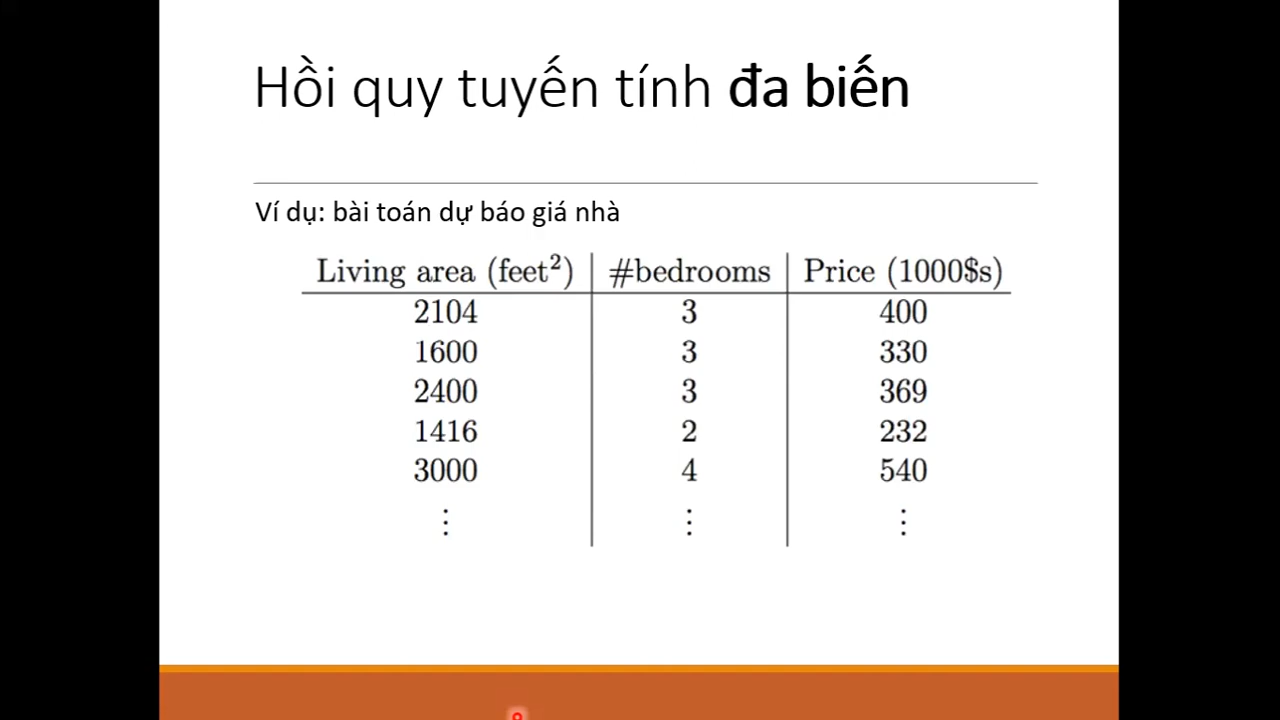 Hồi quy tuyến tính đa biến
Ví dụ: bài toán dự báo giá nhà
Living area (feet²) #bedrooms Price (1000$s)
2104 3 400
1600 3 330
2400 3 369
1416 2 232
3000 4 540
⋮ ⋮ ⋮